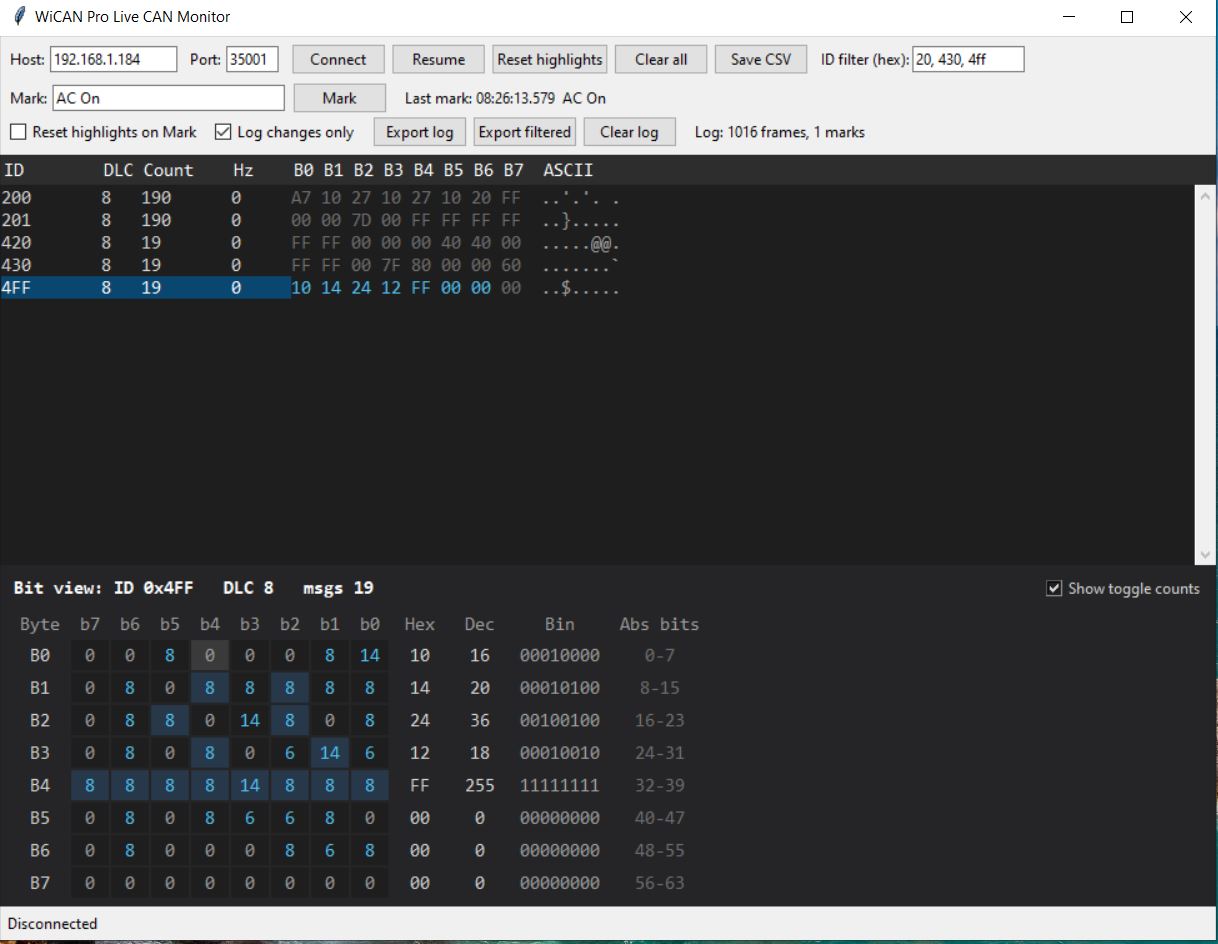 WiCAN Pro Live CAN Monitor
Host: 192.168.1.184 Port: 35001 Connect Resume Reset highlights Clear all Save CSV ID filter (hex): 20, 430, 4ff
Mark: AC On Mark Last mark: 08:26:13.579 AC On
Reset highlights on Mark Log changes only Export log Export filtered Clear log Log: 1016 frames, 1 marks
ID DLC Count Hz B0 B1 B2 B3 B4 B5 B6 B7 ASCII
200 8 190 0 A7 10 27 10 27 10 20 FF ..'.'. .
201 8 190 0 00 00 7D 00 FF FF FF FF ..}.....
420 8 19 0 FF FF 00 00 00 40 40 00 .....@@.
430 8 19 0 FF FF 00 7F 80 00 00 60 .......`
4FF 8 19 0 10 14 24 12 FF 00 00 00 ..$.....
Bit view: ID 0x4FF DLC 8 msgs 19 Show toggle counts
Byte b7 b6 b5 b4 b3 b2 b1 b0 Hex Dec Bin Abs bits
B0 0 0 8 0 0 0 8 14 10 16 00010000 0-7
B1 0 8 0 8 8 8 8 8 14 20 00010100 8-15
B2 0 8 8 0 14 8 0 8 24 36 00100100 16-23
B3 0 8 0 8 0 6 14 6 12 18 00010010 24-31
B4 8 8 8 8 14 8 8 8 FF 255 11111111 32-39
B5 0 8 0 8 6 6 8 0 00 0 00000000 40-47
B6 0 8 0 0 0 8 6 8 00 0 00000000 48-55
B7 0 0 0 0 0 0 0 0 00 0 00000000 56-63
Disconnected